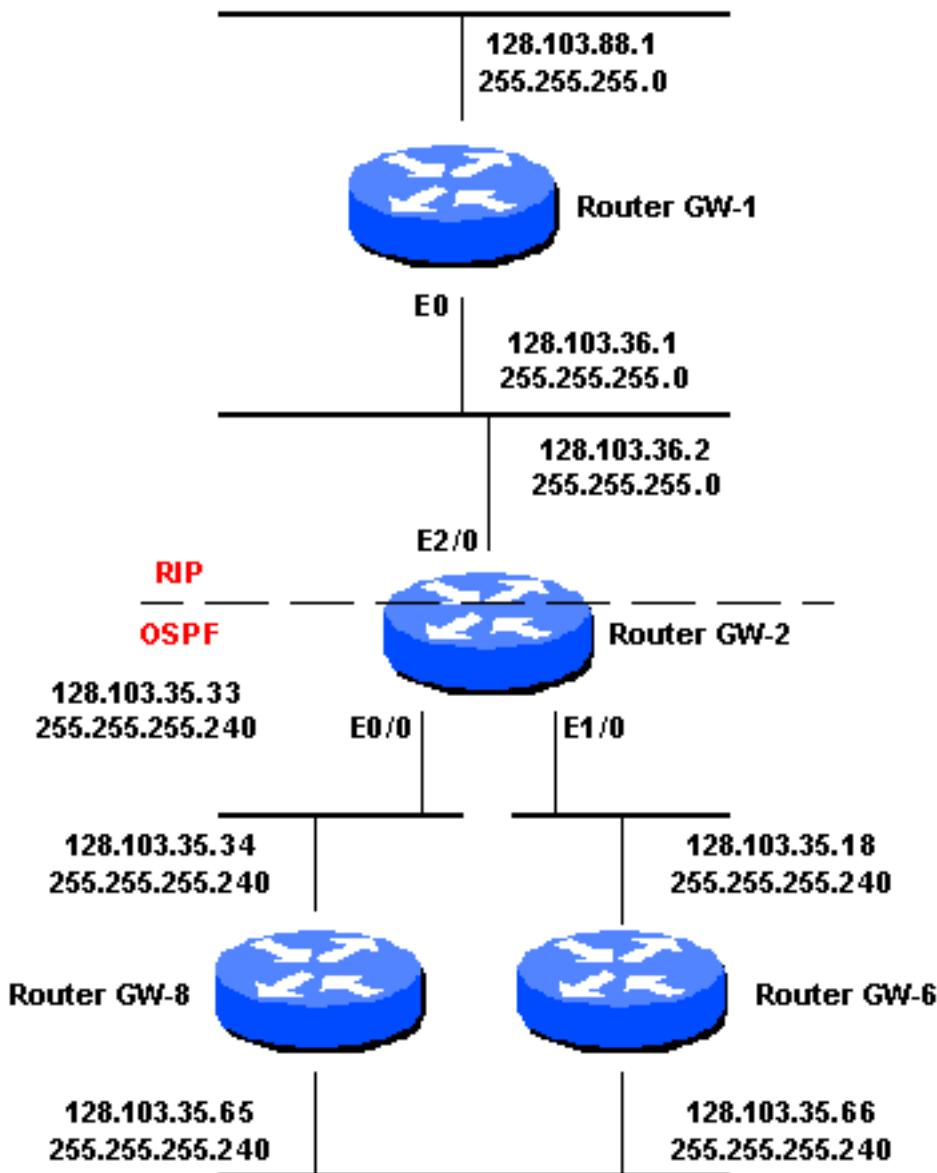 128.103.88.1
255.255.255.0
Router GW-1
E0
128.103.36.1
255.255.255.0
128.103.36.2
255.255.255.0
E2/0
RIP
OSPF
Router GW-2
128.103.35.33
255.255.255.240
E0/0
E1/0
128.103.35.34
255.255.255.240
128.103.35.18
255.255.255.240
Router GW-8
Router GW-6
128.103.35.65
255.255.255.240
128.103.35.66
255.255.255.240